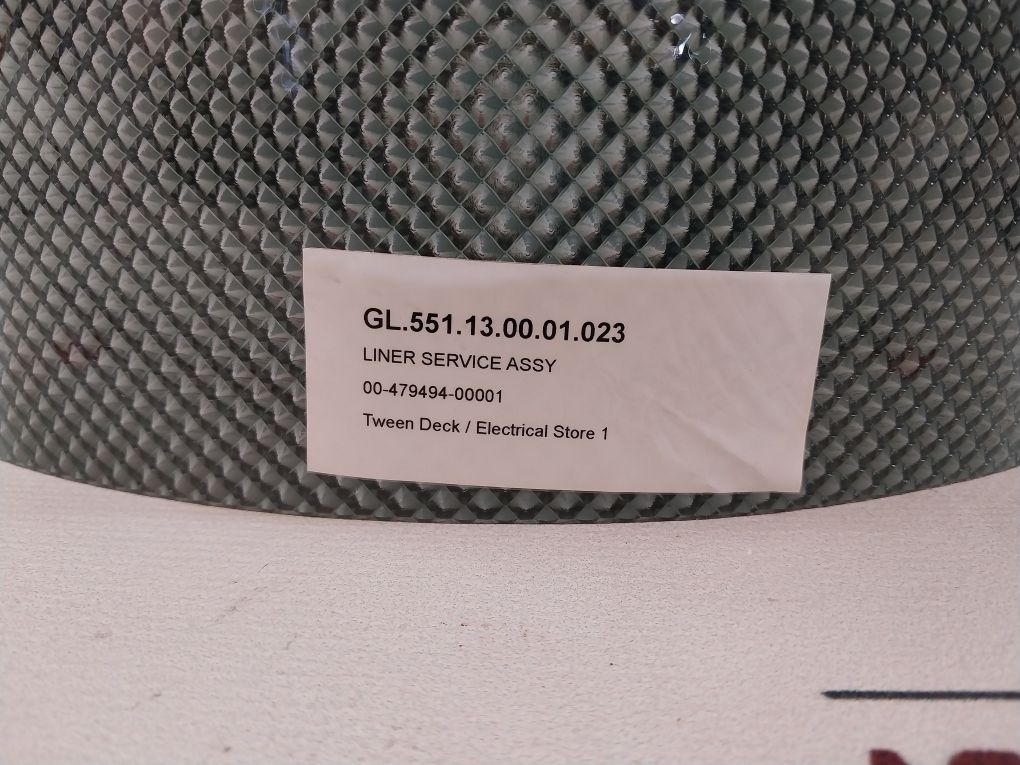 GL.551.13.00.01.023
LINER SERVICE ASSY
00-479494-00001
Tween Deck / Electrical Store 1